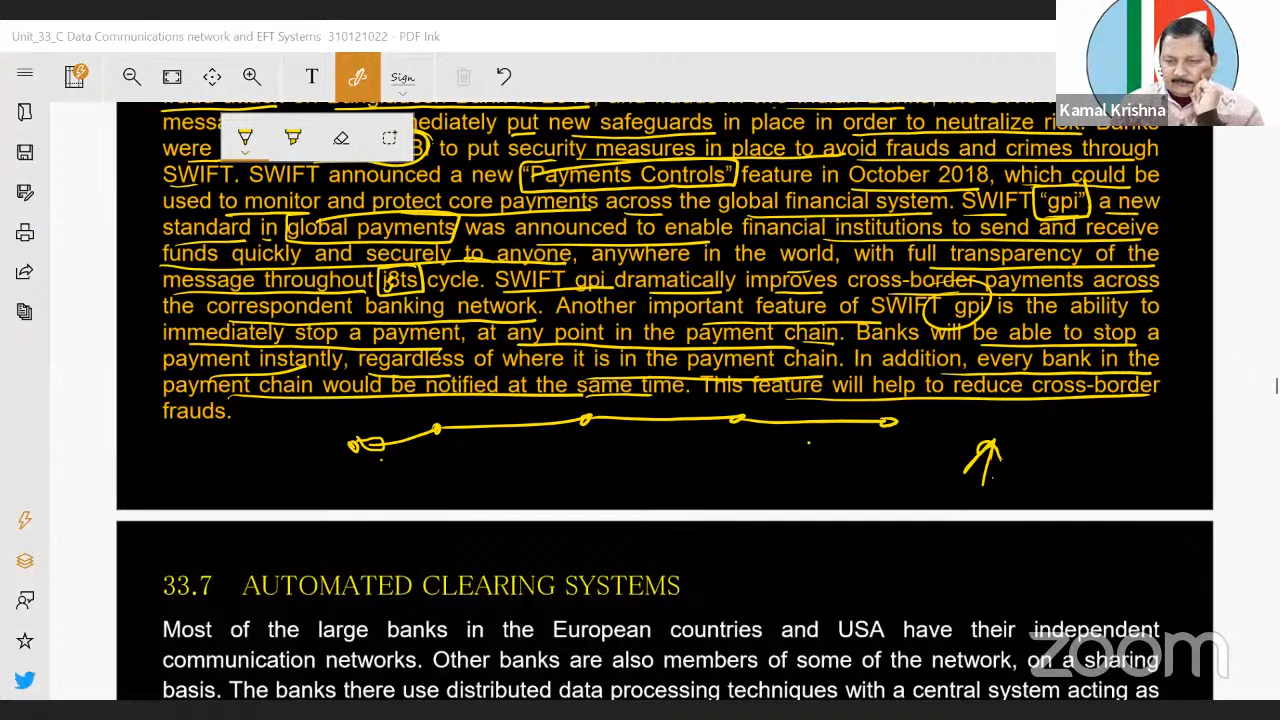 Unit_33_C Data Communications network and EFT Systems 310121022 - PDF Ink
T
Sign
Kamal Krishna
messa
mediately put new safeguards in place in order to neutralize risk. Banks
were
to put security measures in place to avoid frauds and crimes through
SWIFT. SWIFT announced a new “Payments Controls” feature in October 2018, which could be
used to monitor and protect core payments across the global financial system. SWIFT “gpi” a new
standard in global payments was announced to enable financial institutions to send and receive
funds quickly and securely to anyone, anywhere in the world, with full transparency of the
message throughout its cycle. SWIFT gpi dramatically improves cross-border payments across
the correspondent banking network. Another important feature of SWIFT gpi is the ability to
immediately stop a payment, at any point in the payment chain. Banks will be able to stop a
payment instantly, regardless of where it is in the payment chain. In addition, every bank in the
payment chain would be notified at the same time. This feature will help to reduce cross-border
frauds.
33.7 AUTOMATED CLEARING SYSTEMS
Most of the large banks in the European countries and USA have their independent
communication networks. Other banks are also members of some of the network, on a sharing
basis. The banks there use distributed data processing techniques with a central system acting as
zoom